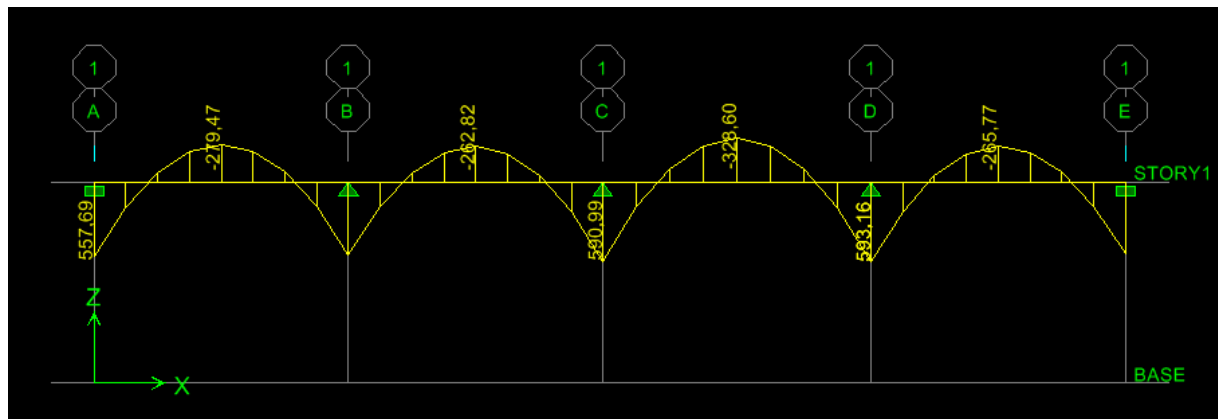 1 1 1 1 1
A B C D E
-279,47 -262,82 -328,60 -265,77
STORY1
557,69 590,99 593,16
Z
X
BASE